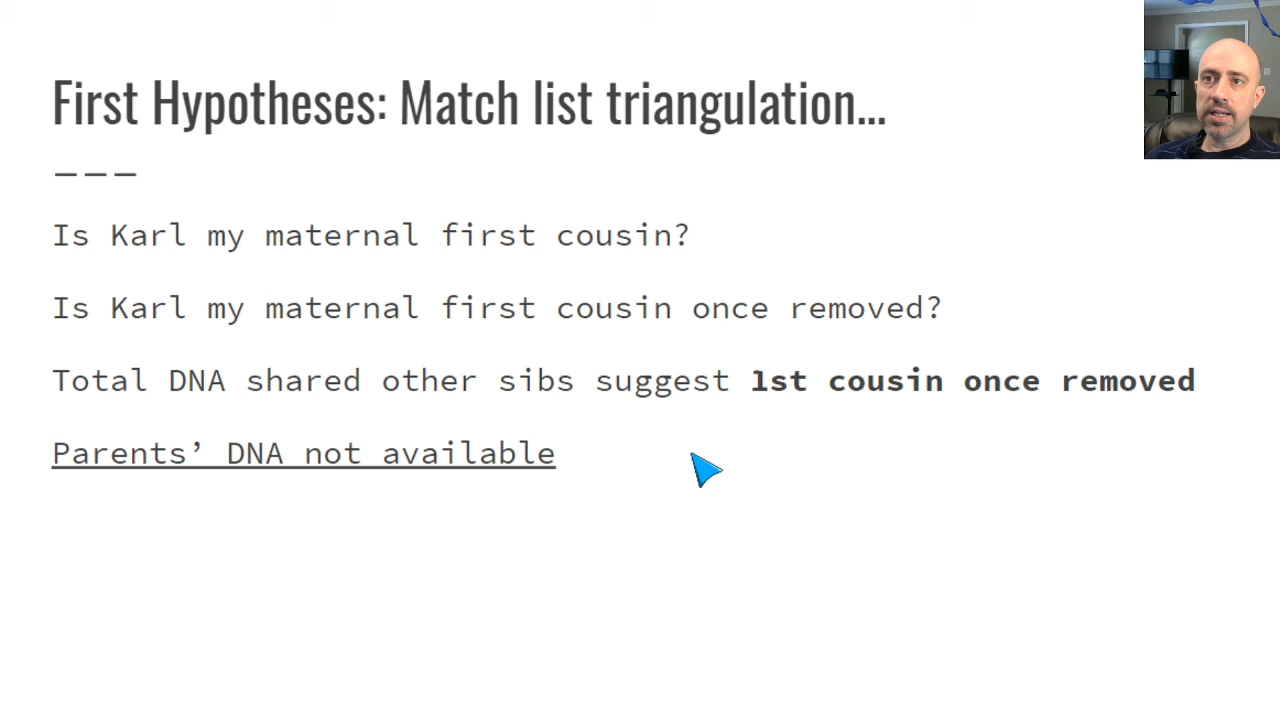 First Hypotheses: Match list triangulation...
Is Karl my maternal first cousin?
Is Karl my maternal first cousin once removed?
Total DNA shared other sibs suggest 1st cousin once removed
Parents’ DNA not available